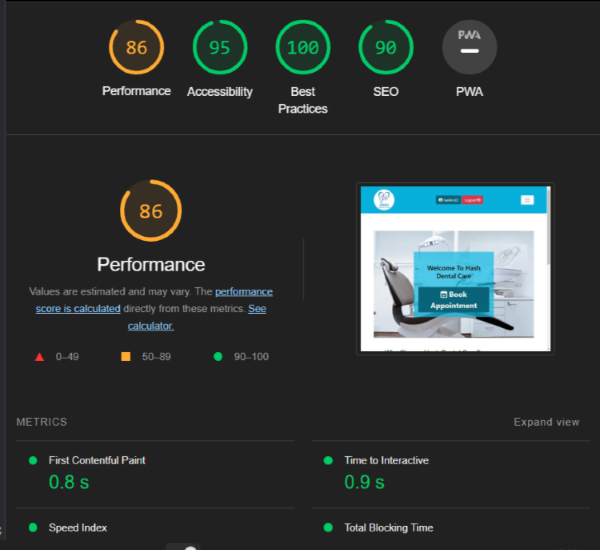 86
95
100
90
PWA
Performance
Accessibility
Best
Practices
SEO
PWA
86
Performance
Values are estimated and may vary. The performance
score is calculated directly from these metrics. See
calculator.
0–49
50–89
90–100
Welcome To Hash
Dental Care
Book
Appointment
METRICS
Expand view
First Contentful Paint
0.8 s
Time to Interactive
0.9 s
Speed Index
Total Blocking Time